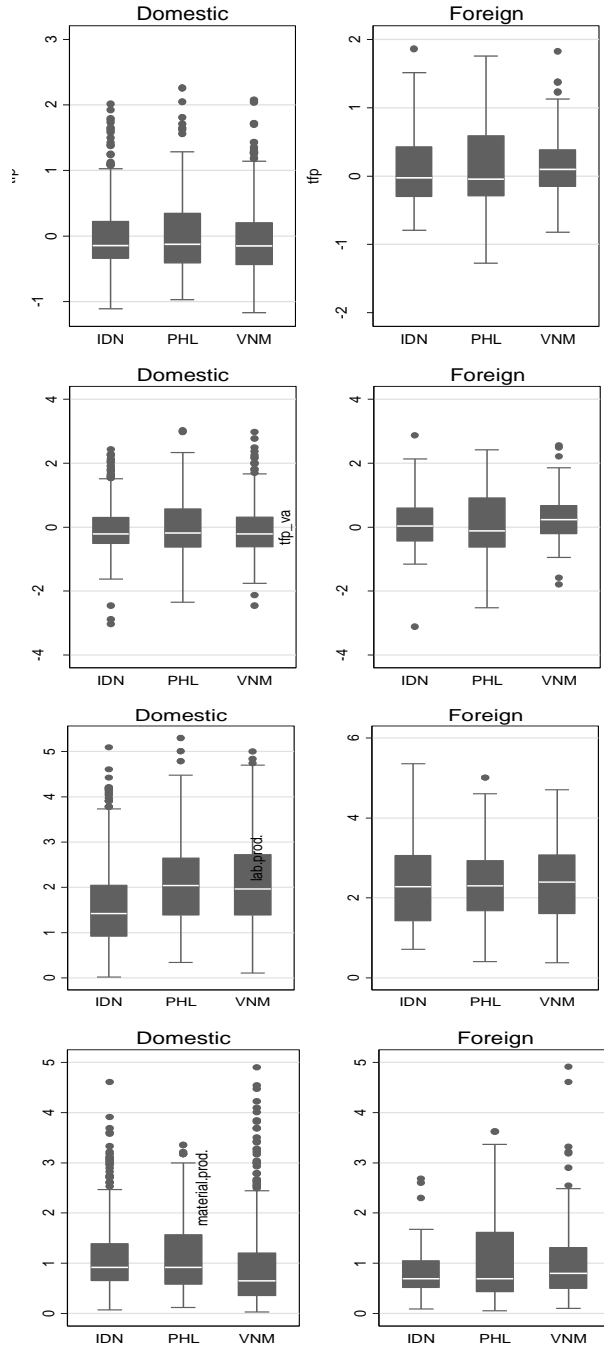 Domestic
Foreign
3
2
1
0
-1
tfp
2
1
0
-1
-2
IDN PHL VNM
IDN PHL VNM
Domestic
Foreign
4
2
0
-2
-4
tfp_va
4
2
0
-2
-4
IDN PHL VNM
IDN PHL VNM
Domestic
Foreign
5
4
3
2
1
0
lab.prod.
6
4
2
0
IDN PHL VNM
IDN PHL VNM
Domestic
Foreign
5
4
3
2
1
0
material.prod.
5
4
3
2
1
0
IDN PHL VNM
IDN PHL VNM